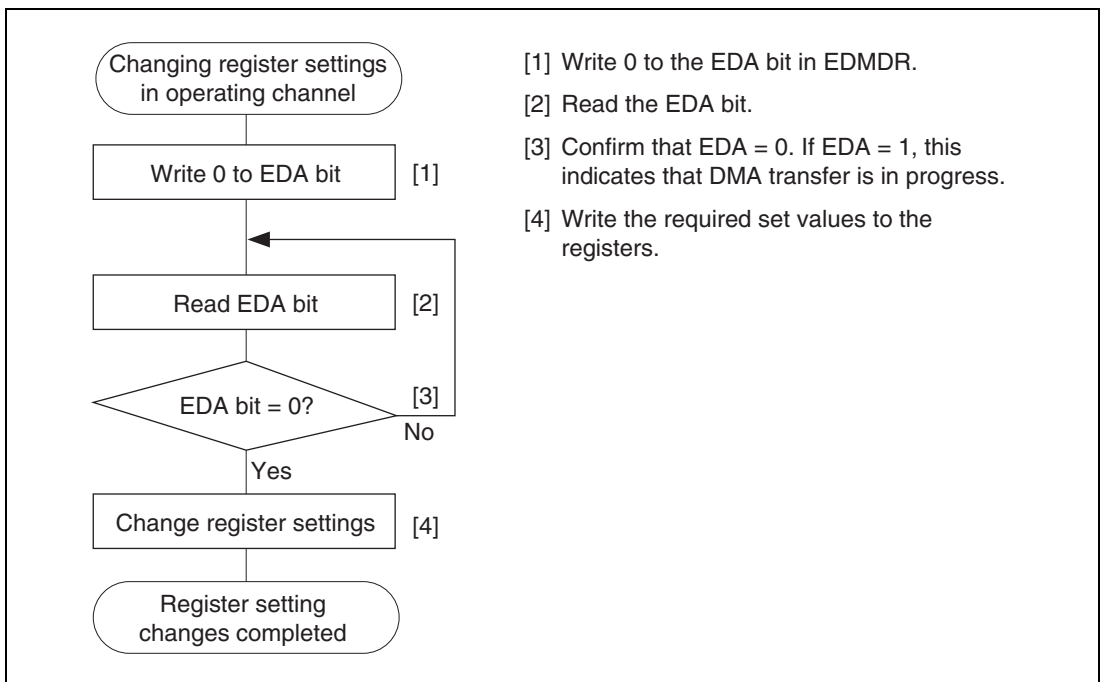 Changing register settings
in operating channel
Write 0 to EDA bit
[1]
Read EDA bit
[2]
EDA bit = 0?
[3]
No
Yes
Change register settings
[4]
Register setting
changes completed
[1] Write 0 to the EDA bit in EDMDR.
[2] Read the EDA bit.
[3] Confirm that EDA = 0. If EDA = 1, this
indicates that DMA transfer is in progress.
[4] Write the required set values to the
registers.